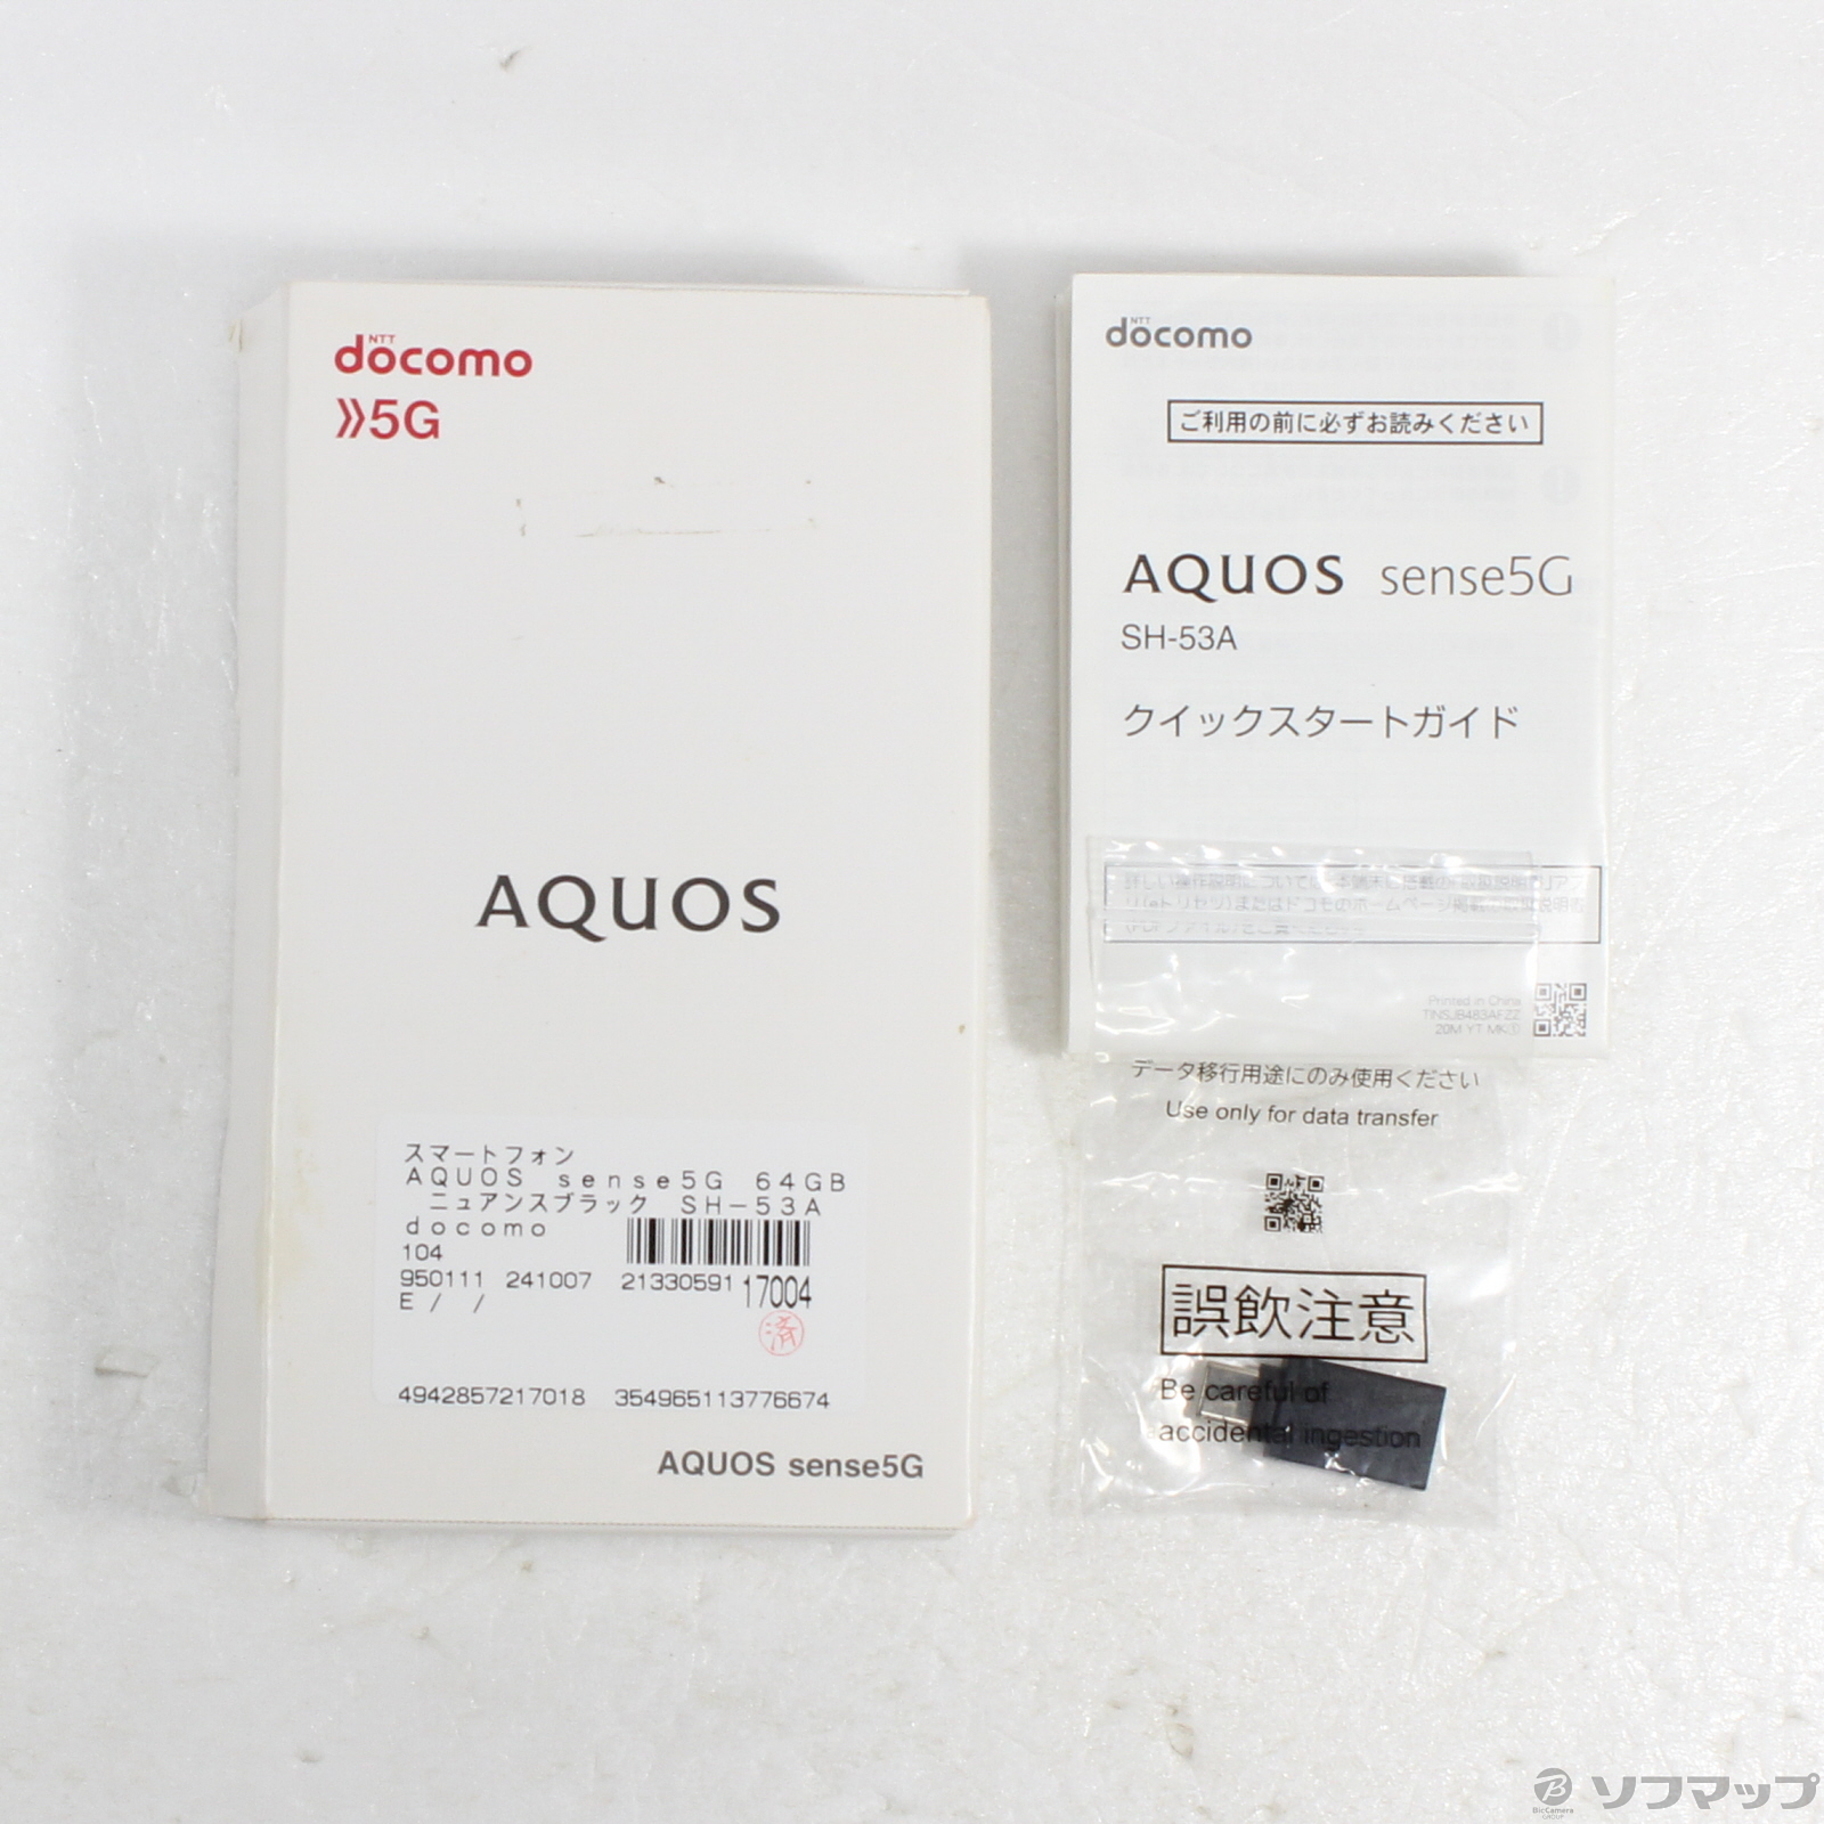 NTT
docomo
5G
AQUOS
スマートフォン
AQUOS sense5G 64GB
ニュアンスブラック SH-53A
docomo
104
950111 241007 21330591 17004
E / /
済
4942857217018 354965113776674
AQUOS sense5G
NTT
docomo
ご利用の前に必ずお読みください
AQUOS sense5G
SH-53A
クイックスタートガイド
Printed in China
TINSJB483AFZZ
20M YT MK①
データ移行用途にのみ使用ください
Use only for data transfer
誤飲注意
Be careful of
accidental ingestion
BicCamera
GROUP
ソフマップ